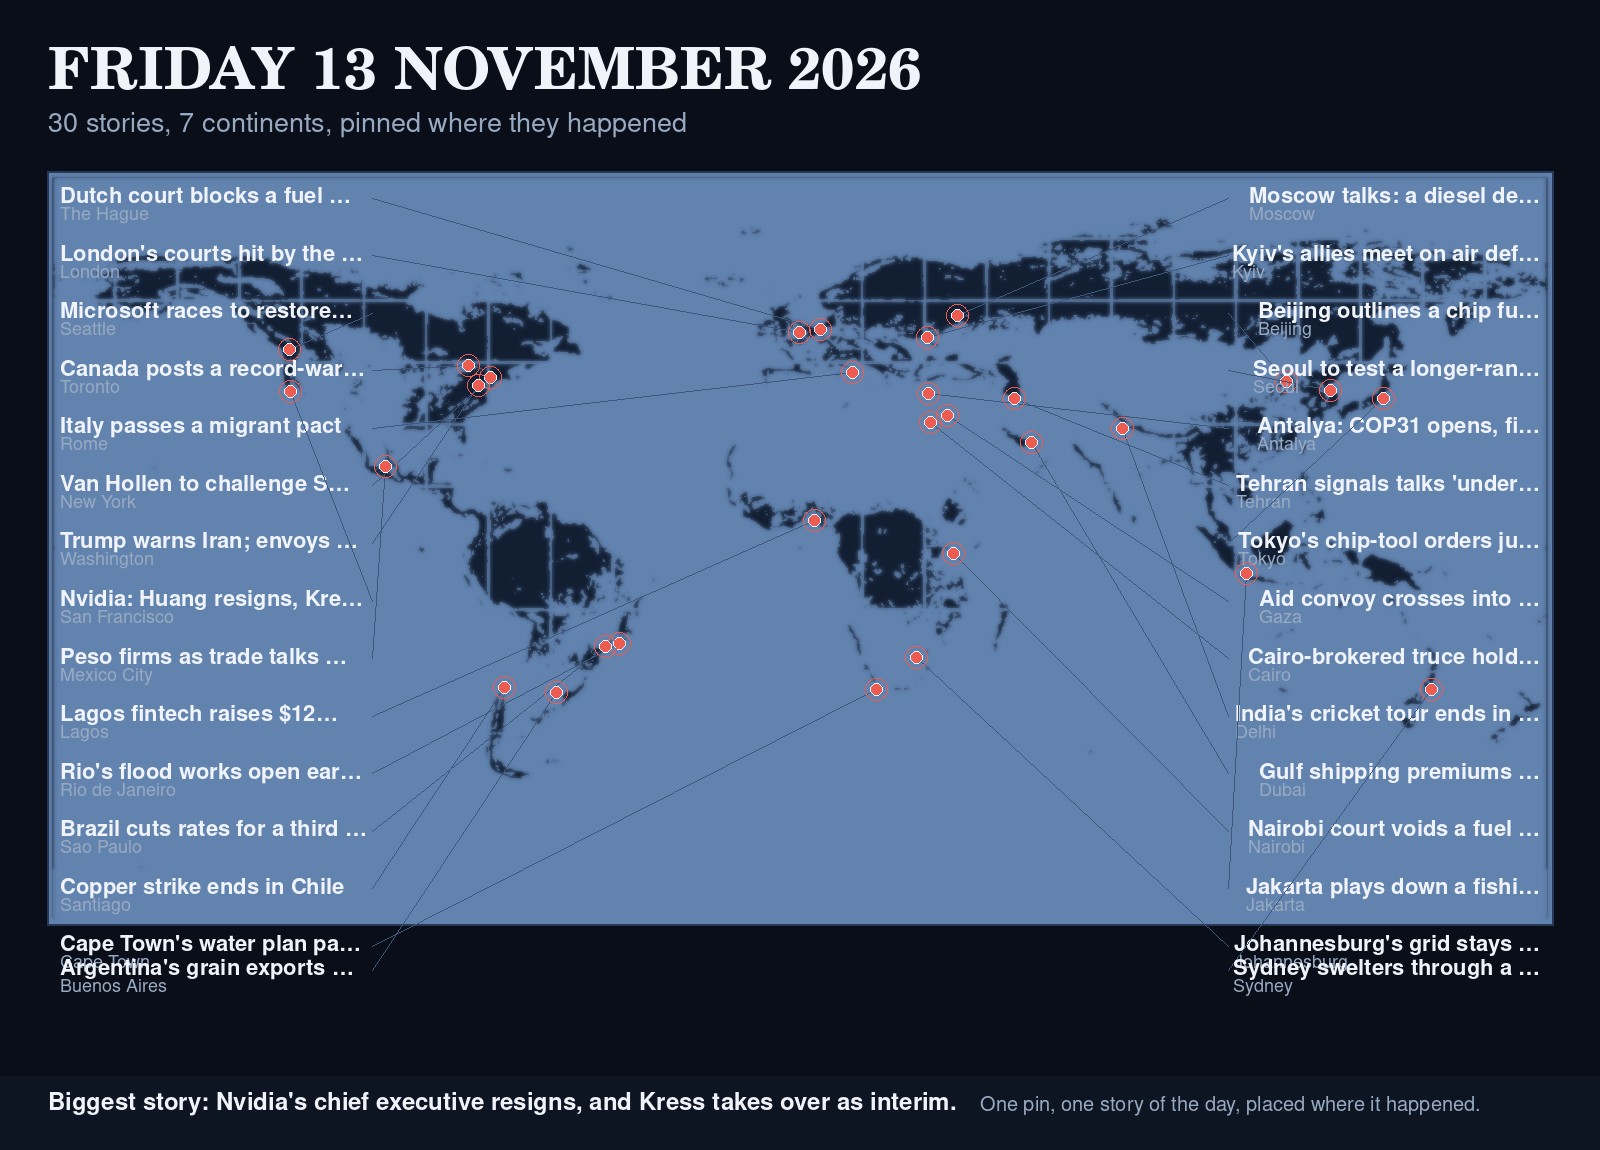 FRIDAY 13 NOVEMBER 2026
30 stories, 7 continents, pinned where they happened
Dutch court blocks a fuel …
The Hague
London's courts hit by the …
London
Microsoft races to restore…
Seattle
Canada posts a record-war…
Toronto
Italy passes a migrant pact
Rome
Van Hollen to challenge S…
New York
Trump warns Iran; envoys …
Washington
Nvidia: Huang resigns, Kre…
San Francisco
Peso firms as trade talks …
Mexico City
Lagos fintech raises $12…
Lagos
Rio's flood works open ear…
Rio de Janeiro
Brazil cuts rates for a third …
Sao Paulo
Copper strike ends in Chile
Santiago
Cape Town's water plan pa…
Cape Town
Argentina's grain exports …
Buenos Aires
Moscow talks: a diesel de…
Moscow
Kyiv's allies meet on air def…
Kyiv
Beijing outlines a chip fu…
Beijing
Seoul to test a longer-ran…
Seoul
Antalya: COP31 opens, fi…
Antalya
Tehran signals talks 'under…
Tehran
Tokyo's chip-tool orders ju…
Tokyo
Aid convoy crosses into …
Gaza
Cairo-brokered truce hold…
Cairo
India's cricket tour ends in …
Delhi
Gulf shipping premiums …
Dubai
Nairobi court voids a fuel …
Nairobi
Jakarta plays down a fishi…
Jakarta
Johannesburg's grid stays …
Johannesburg
Sydney swelters through a …
Sydney
Biggest story: Nvidia's chief executive resigns, and Kress takes over as interim.
One pin, one story of the day, placed where it happened.